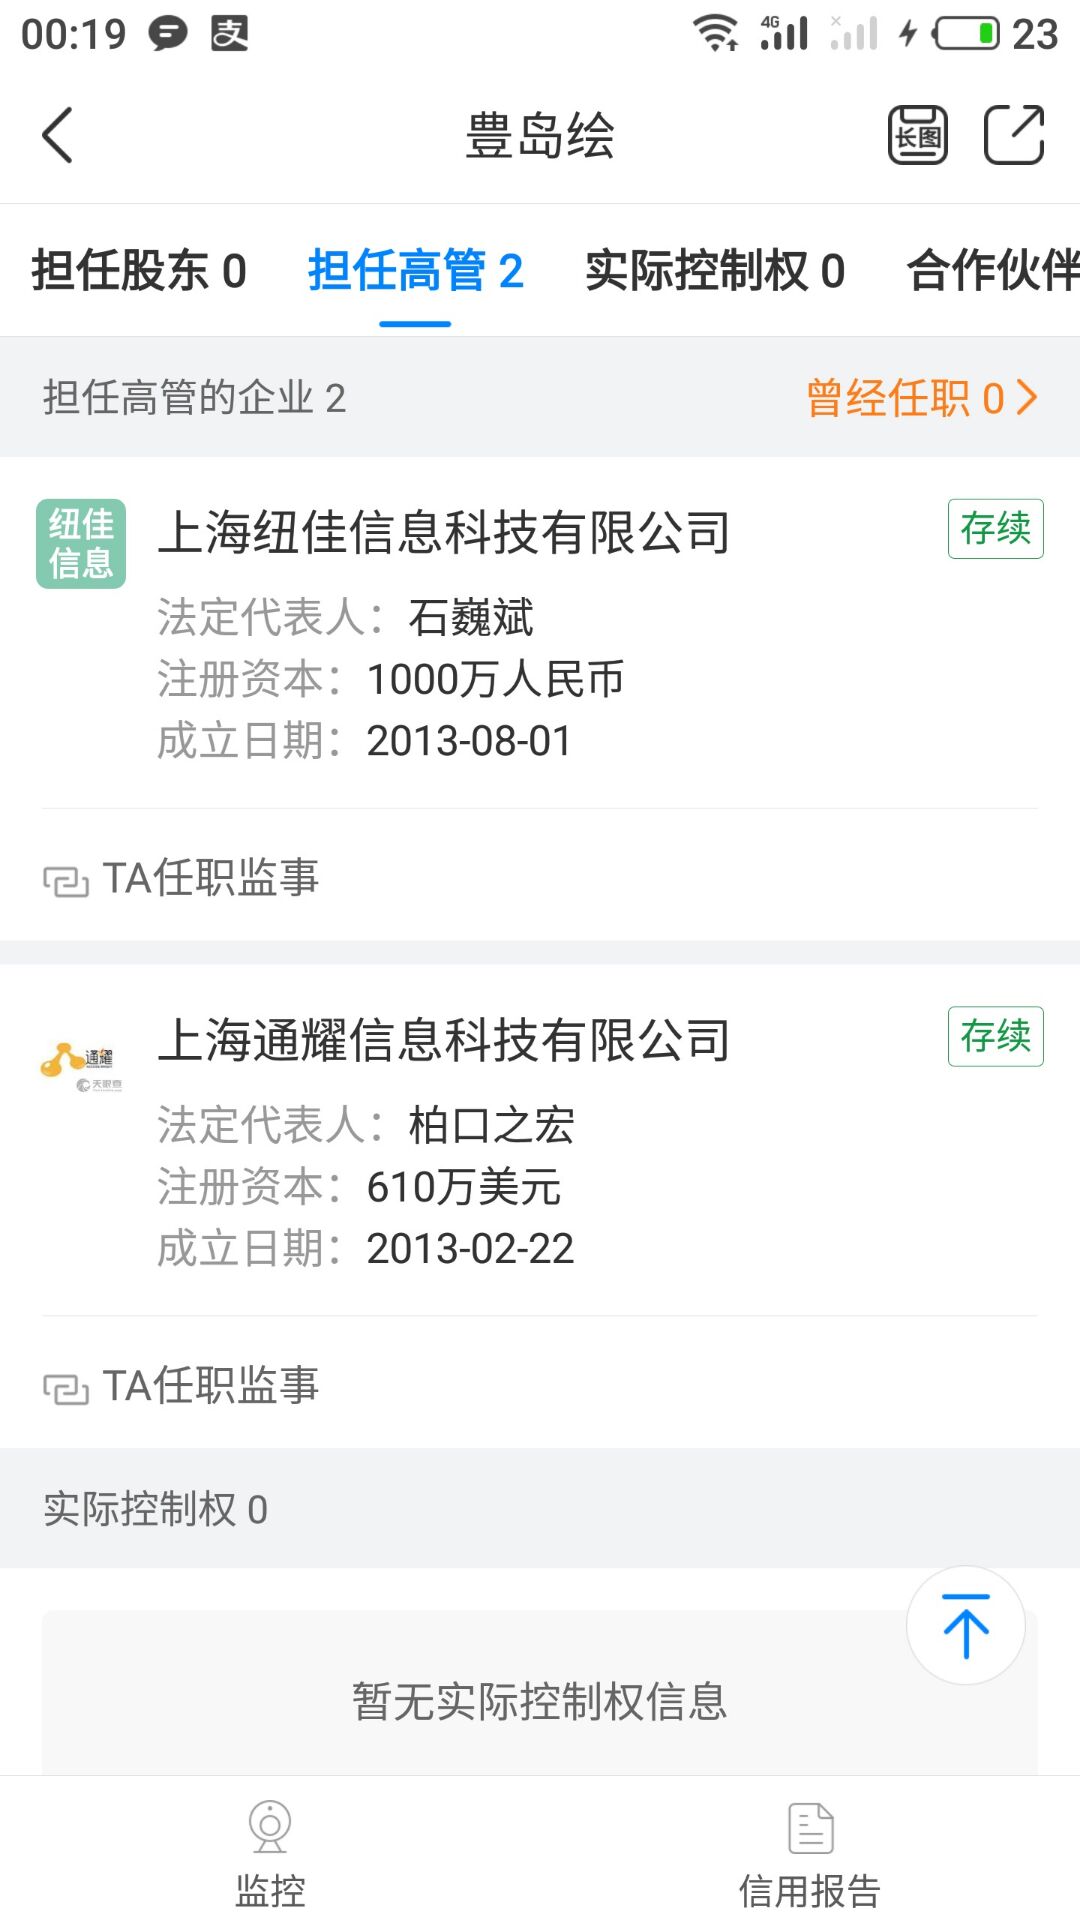 00:19 支 4G 23
豊岛绘 长图
担任股东 0 担任高管 2 实际控制权 0 合作伙伴
担任高管的企业 2 曾经任职 0
纽佳
信息
上海纽佳信息科技有限公司 存续
法定代表人：石巍斌
注册资本：1000万人民币
成立日期：2013-08-01
TA任职监事
上海通耀信息科技有限公司 存续
通耀
天眼查
法定代表人：柏口之宏
注册资本：610万美元
成立日期：2013-02-22
TA任职监事
实际控制权 0
暂无实际控制权信息
监控 信用报告